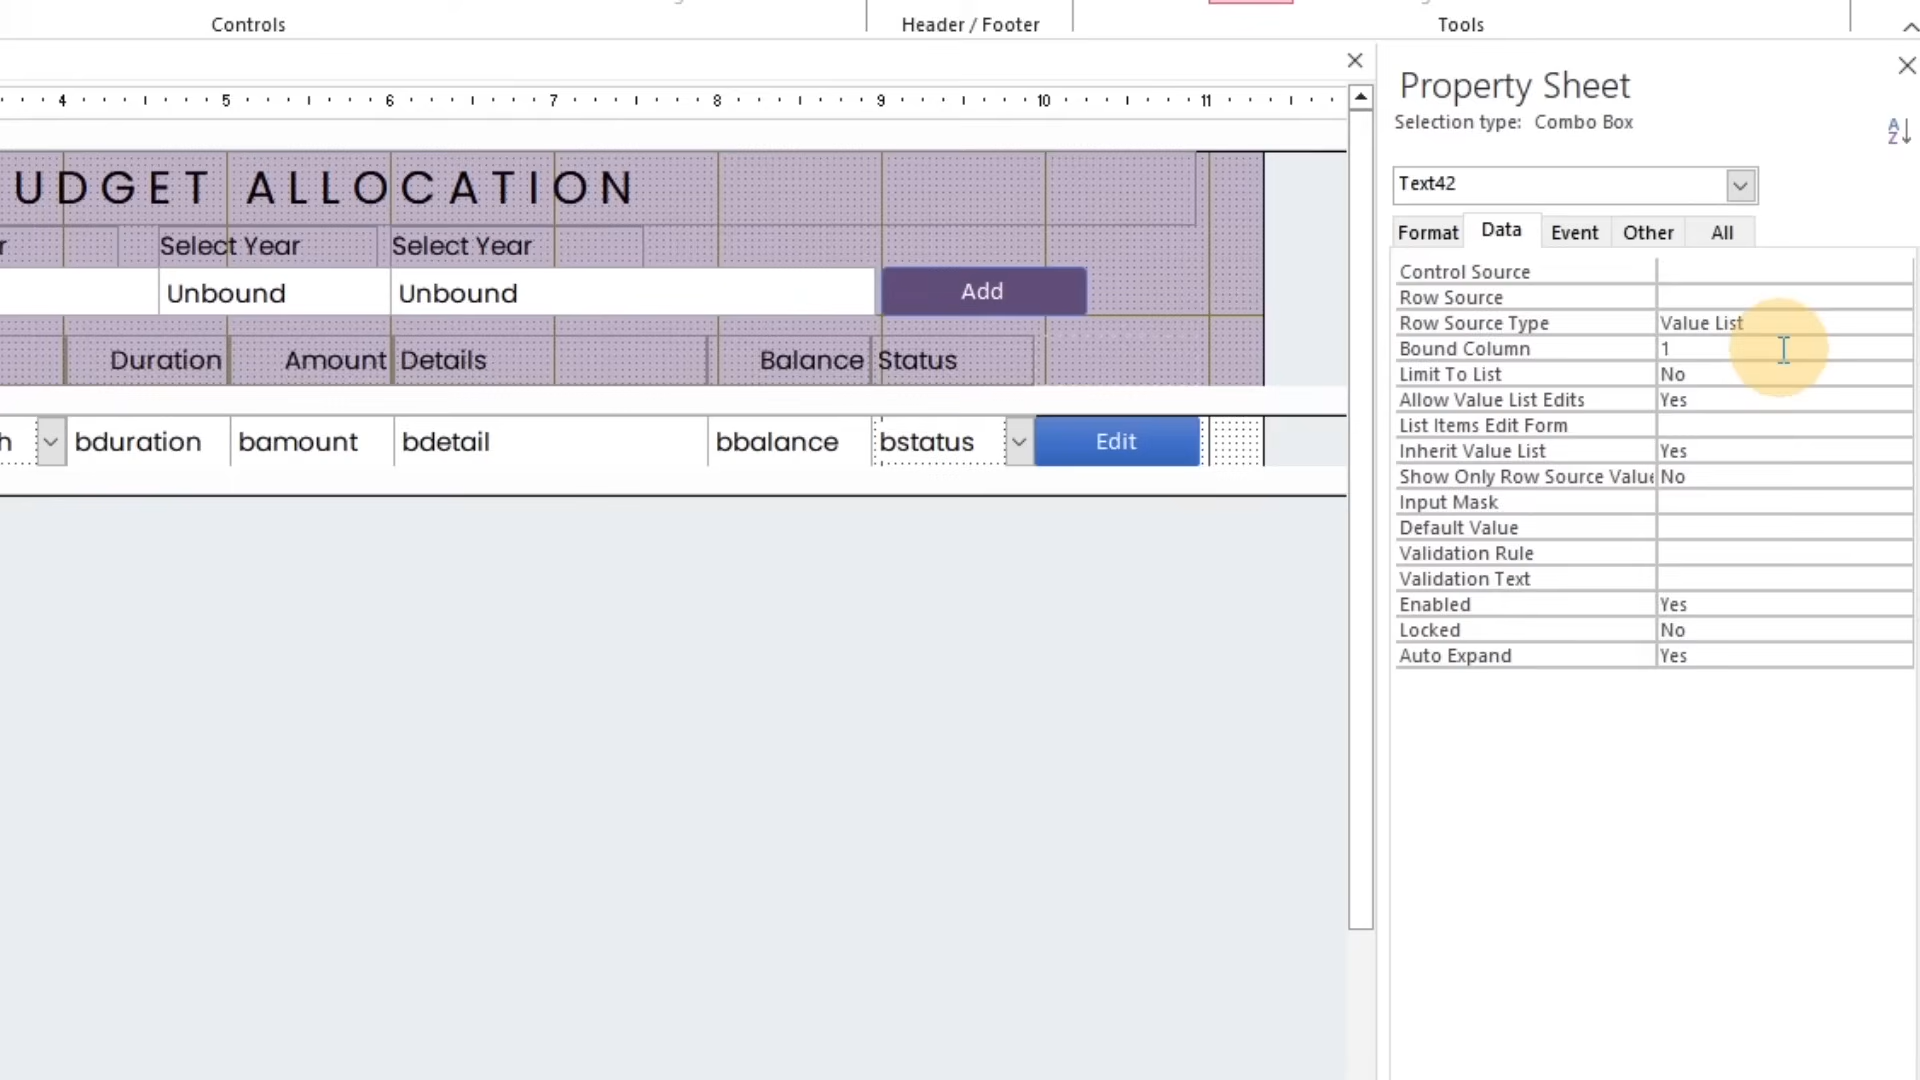 Controls
Header / Footer
Tools
4 5 6 7 8 9 10 11
Property Sheet
Selection type: Combo Box
Text42
Format Data Event Other All
UDGET ALLOCATION
r Select Year Select Year
Unbound Unbound Add
Duration Amount Details Balance Status
h bduration bamount bdetail bbalance bstatus Edit
Control Source
Row Source
Row Source Type Value List
Bound Column 1
Limit To List No
Allow Value List Edits Yes
List Items Edit Form
Inherit Value List Yes
Show Only Row Source Value No
Input Mask
Default Value
Validation Rule
Validation Text
Enabled Yes
Locked No
Auto Expand Yes